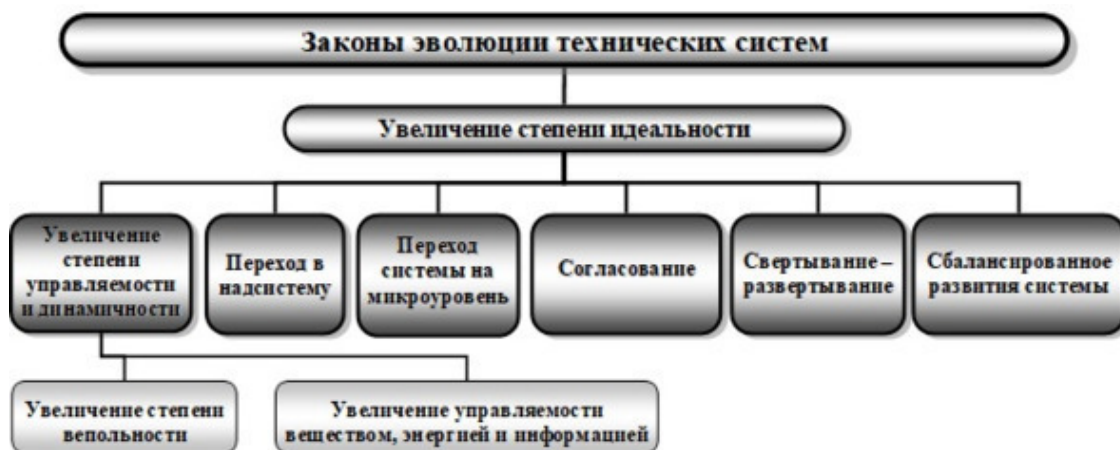 Законы эволюции технических систем
Увеличение степени идеальности
Увеличение
степени
управляемости
и динамичности
Переход в
надсистему
Переход
системы на
микроуровень
Согласование
Свертывание –
развертывание
Сбалансированное
развития системы
Увеличение степени
вепольности
Увеличение управляемости
веществом, энергией и информацией